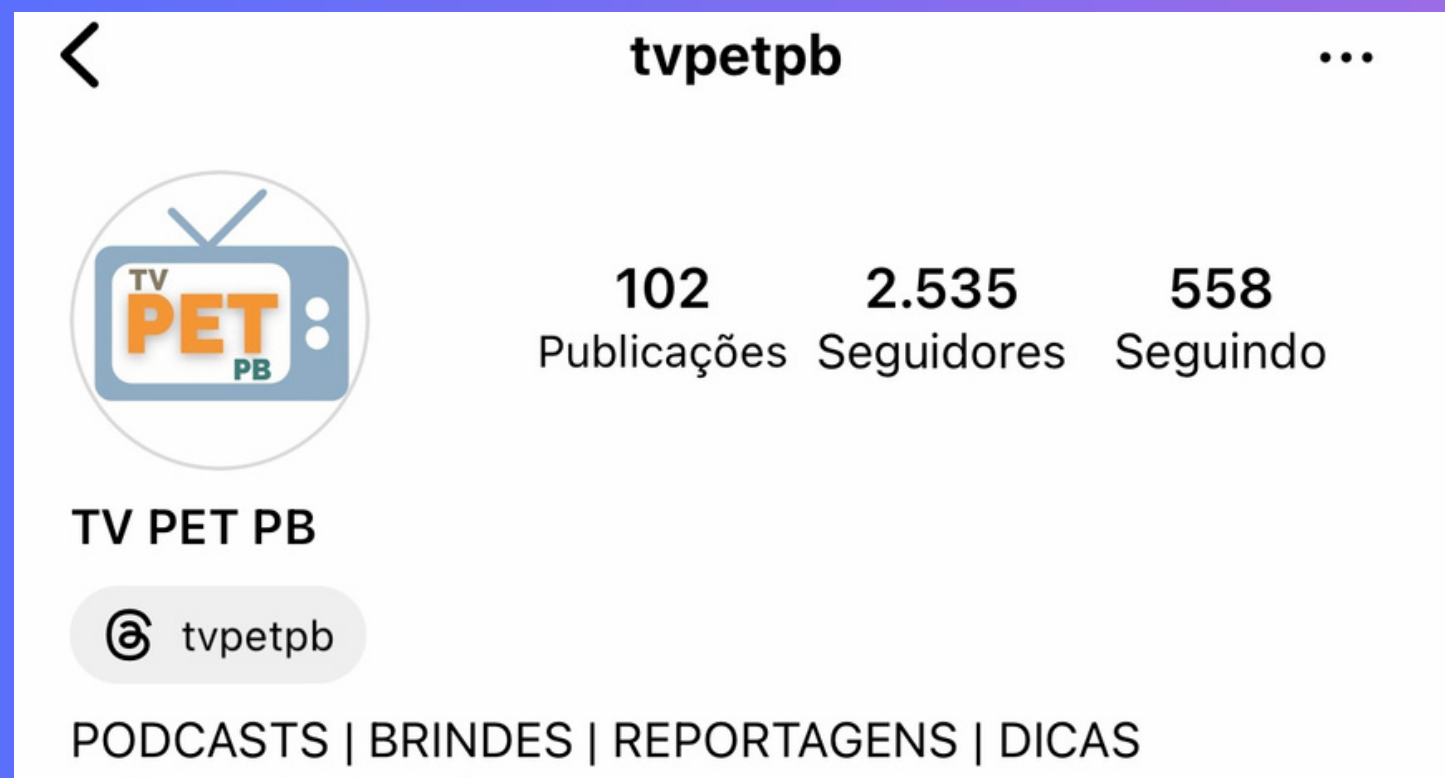 tvpetpb
TV
PET
PB
102 2.535 558
Publicações Seguidores Seguindo
TV PET PB
tvpetpb
PODCASTS | BRINDES | REPORTAGENS | DICAS